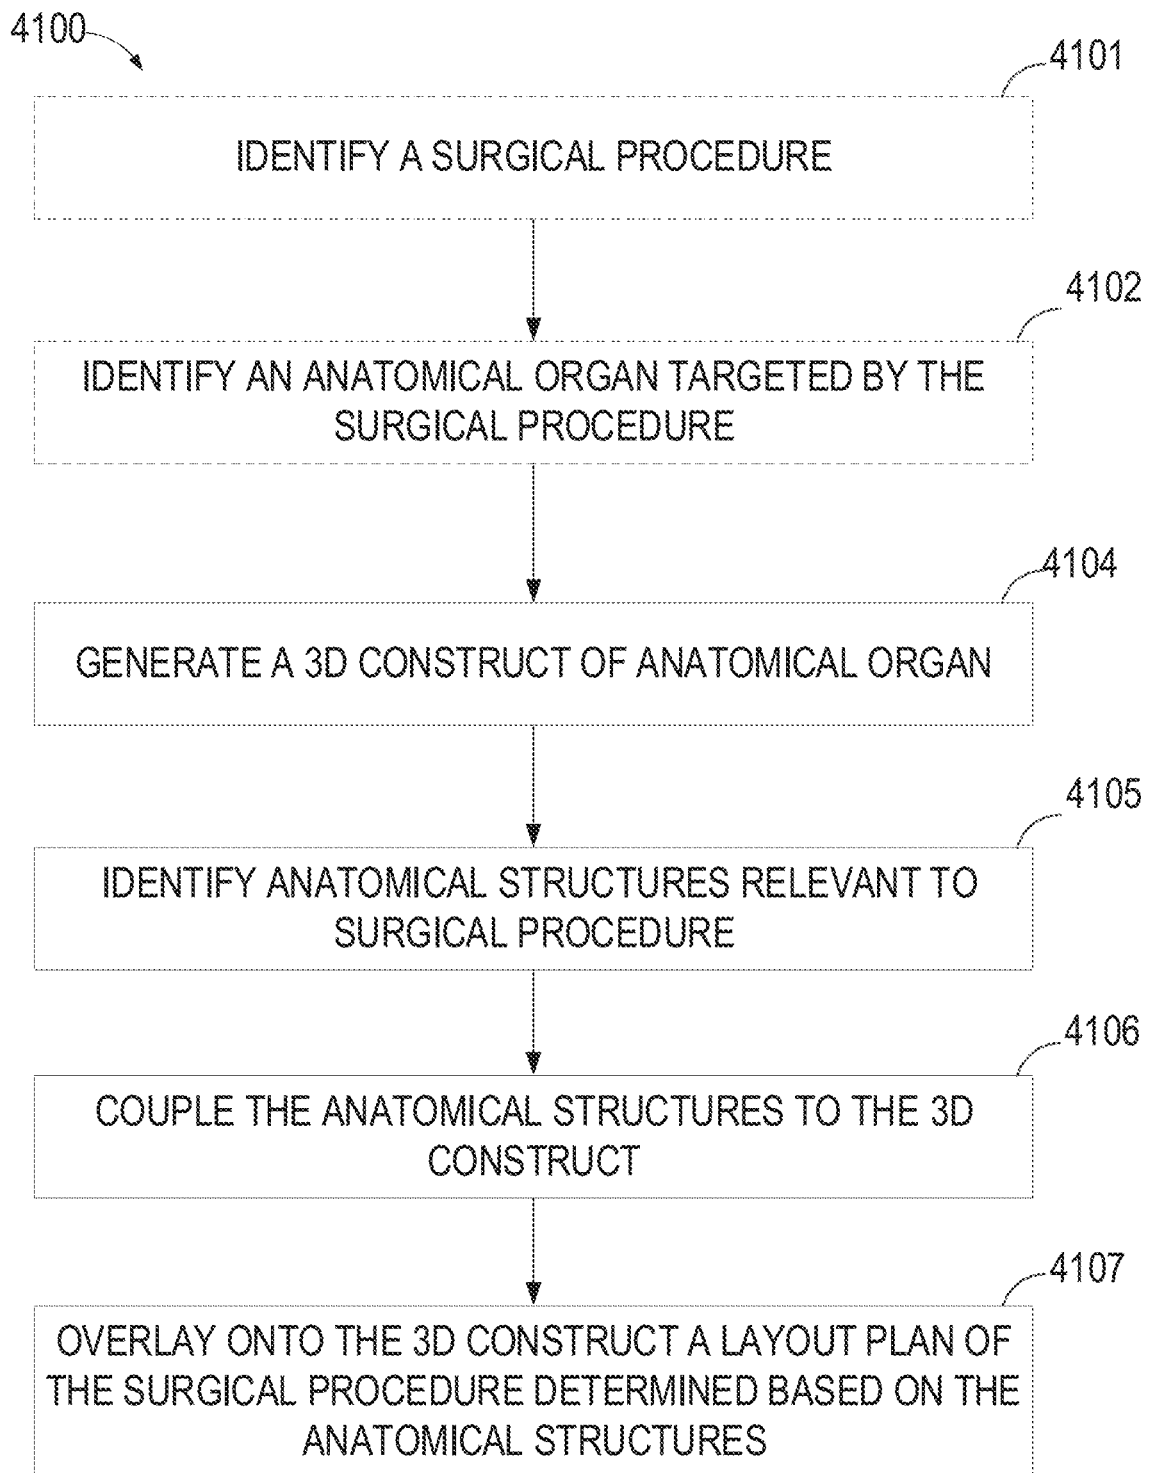 4100
4101
IDENTIFY A SURGICAL PROCEDURE
4102
IDENTIFY AN ANATOMICAL ORGAN TARGETED BY THE
SURGICAL PROCEDURE
4104
GENERATE A 3D CONSTRUCT OF ANATOMICAL ORGAN
4105
IDENTIFY ANATOMICAL STRUCTURES RELEVANT TO
SURGICAL PROCEDURE
4106
COUPLE THE ANATOMICAL STRUCTURES TO THE 3D
CONSTRUCT
4107
OVERLAY ONTO THE 3D CONSTRUCT A LAYOUT PLAN OF
THE SURGICAL PROCEDURE DETERMINED BASED ON THE
ANATOMICAL STRUCTURES